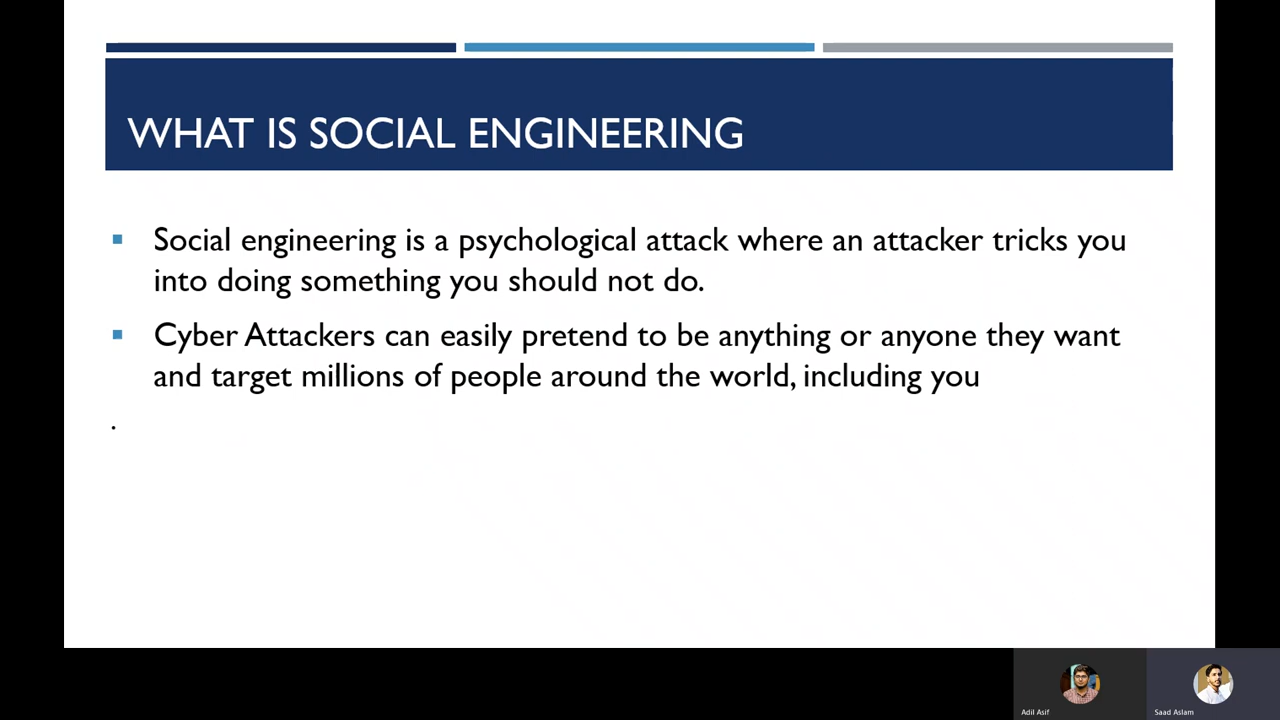 WHAT IS SOCIAL ENGINEERING
▪ Social engineering is a psychological attack where an attacker tricks you
into doing something you should not do.
▪ Cyber Attackers can easily pretend to be anything or anyone they want
and target millions of people around the world, including you
.
Adil Asif
Saad Aslam